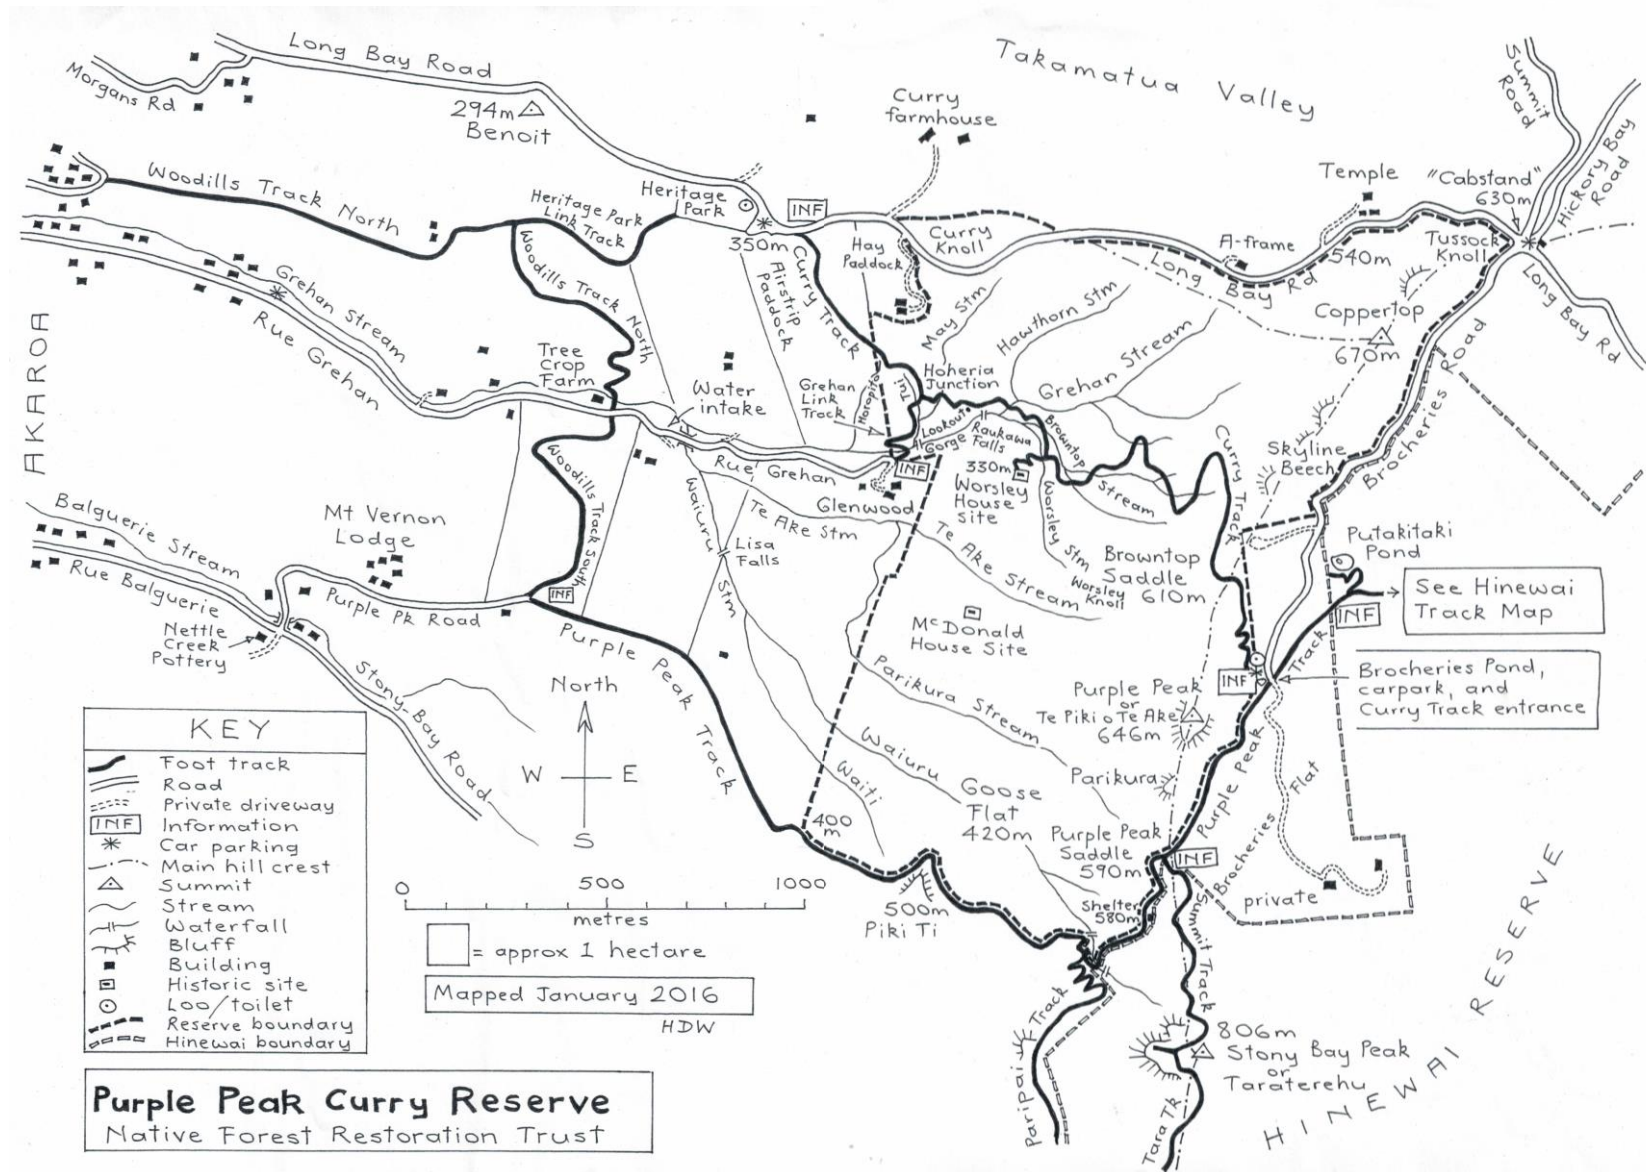 Long Bay Road
Morgans Rd
294m
Benoit
Takamatua Valley
Summit
Road
Hickory Bay
Road
Curry
farmhouse
Temple
"Cabstand"
630m
Woodills Track North
Heritage Park
Link Track
Heritage
Park
INF
350m
Hay
Paddock
Curry
Knoll
A-frame
Long
Bay Rd
540m
Tussock
Knoll
Long
Bay Rd
Woodills Track North
Airstrip
Paddock
Curry Track
May Stm
Hawthorn Stm
Grehan Stream
Coppertop
670m
Grehan Stream
Rue Grehan
AKAROA
Tree
Crop
Farm
Water
intake
Grehan
Link
Track
Horopito
Tui
Hoheria
Junction
Lookout
Gorge
Raukawa
Falls
Browntop
Stream
Curry Track
Skyline
Beech
Brocheries Road
Rue Grehan
INF
Glenwood
330m
Worsley
House
Site
Worsley
Stm
Worsley
Knoll
Browntop
Saddle
610m
Putakitaki
Pond
See Hinewai
Track Map
INF
Woodills Track South
Waiuru
Stm
Te Ake Stm
Lisa
Falls
Te Ake Stream
Balguerie Stream
Rue Balguerie
Mt Vernon
Lodge
INF
Purple Pk Road
Nettle
Creek
Pottery
Stony Bay Road
Purple Peak Track
McDonald
House Site
Parikura Stream
Track
Brocheries Pond,
carpark, and
Curry Track entrance
INF
Purple Peak
or
Te Piki o Te Ake
646m
Parikura
Purple Peak
Brocheries Flat
North
W E
S
Waiuru
Waiti
Goose
Flat
420m
400
m
Purple Peak
Saddle
590m
INF
Shelter
580m
private
500m
Piki Ti
Summit Track
Paripai Track
806m
Stony Bay Peak
or
Taraterehu
Tara Tk
HINEWAI RESERVE
KEY
Foot track
Road
Private driveway
INF Information
Car parking
Main hill crest
Summit
Stream
Waterfall
Bluff
Building
Historic site
Loo/toilet
Reserve boundary
Hinewai boundary
0 500 1000
metres
= approx 1 hectare
Mapped January 2016
HDW
Purple Peak Curry Reserve
Native Forest Restoration Trust